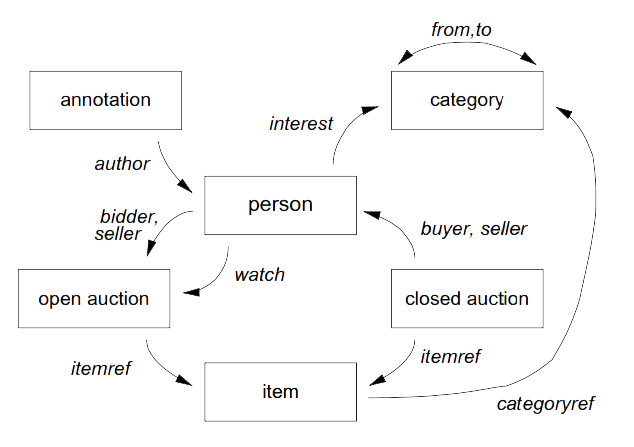 from,to
annotation
category
interest
author
person
bidder,
seller
buyer, seller
watch
open auction
closed auction
itemref
itemref
item
categoryref